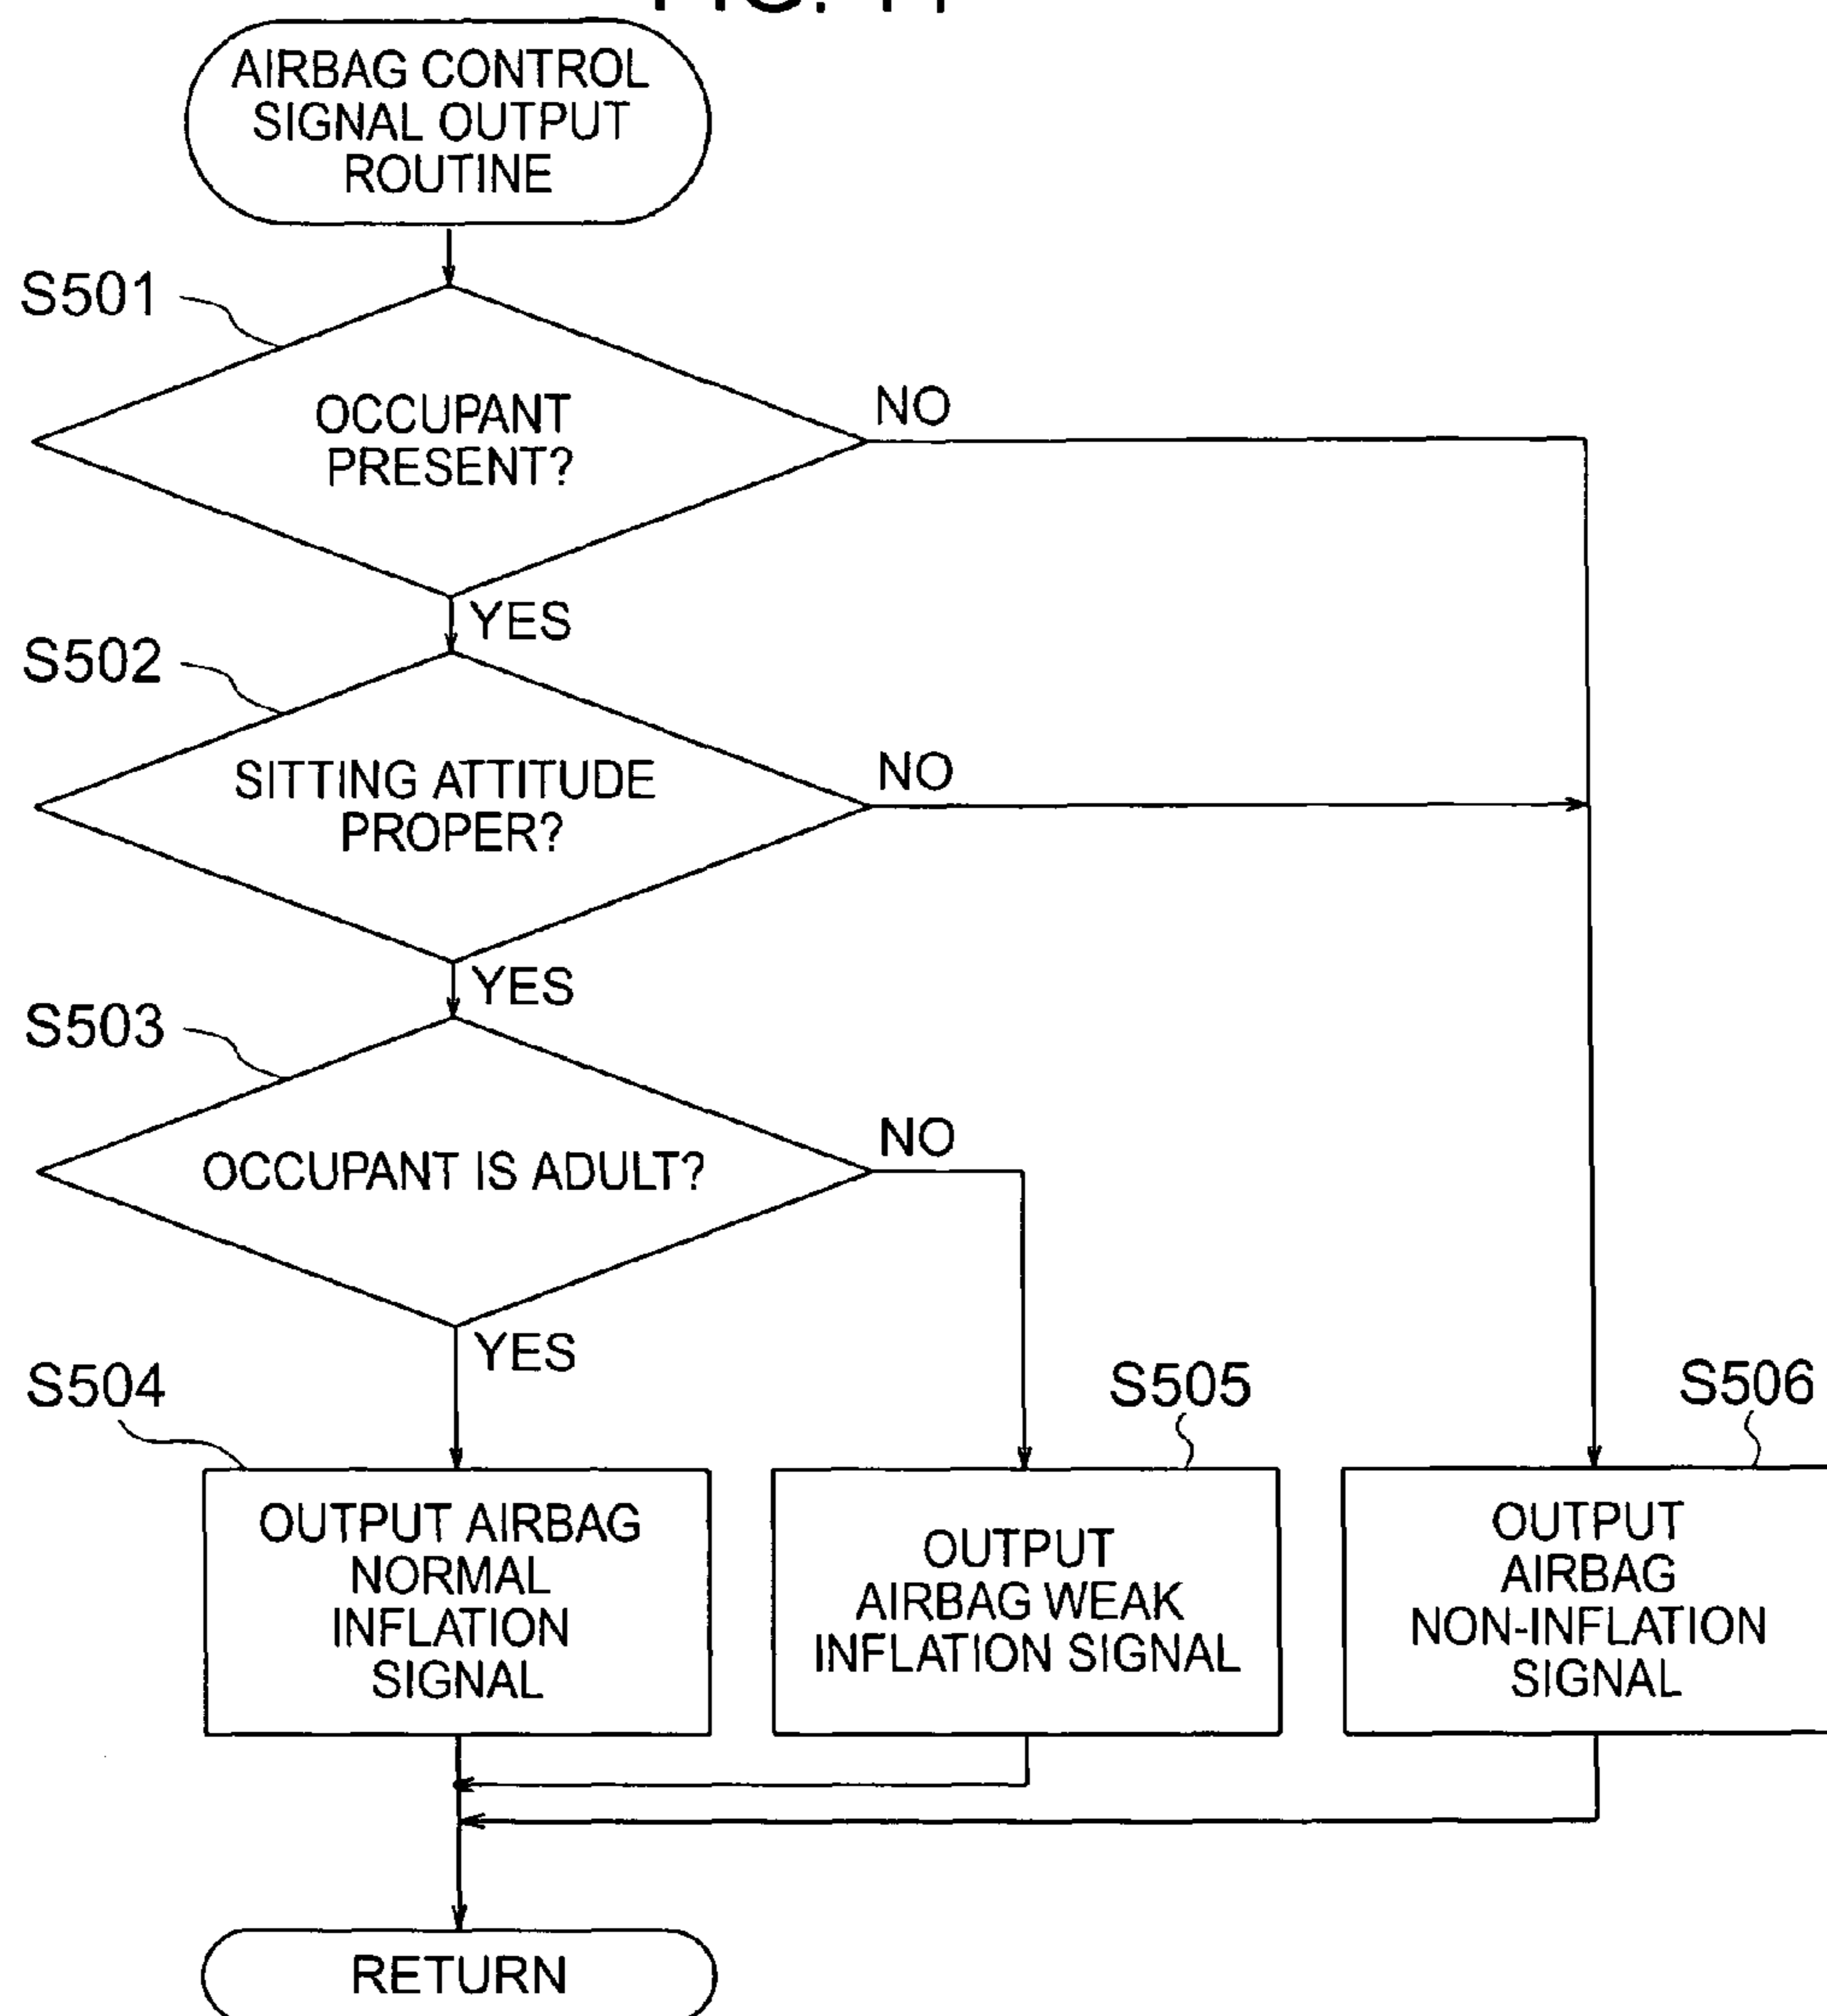 AIRBAG CONTROL
SIGNAL OUTPUT
ROUTINE
S501
OCCUPANT
PRESENT?
NO
YES
S502
SITTING ATTITUDE
PROPER?
NO
YES
S503
OCCUPANT IS ADULT?
NO
YES
S504
OUTPUT AIRBAG
NORMAL
INFLATION
SIGNAL
S505
OUTPUT
AIRBAG WEAK
INFLATION SIGNAL
S506
OUTPUT
AIRBAG
NON-INFLATION
SIGNAL
RETURN